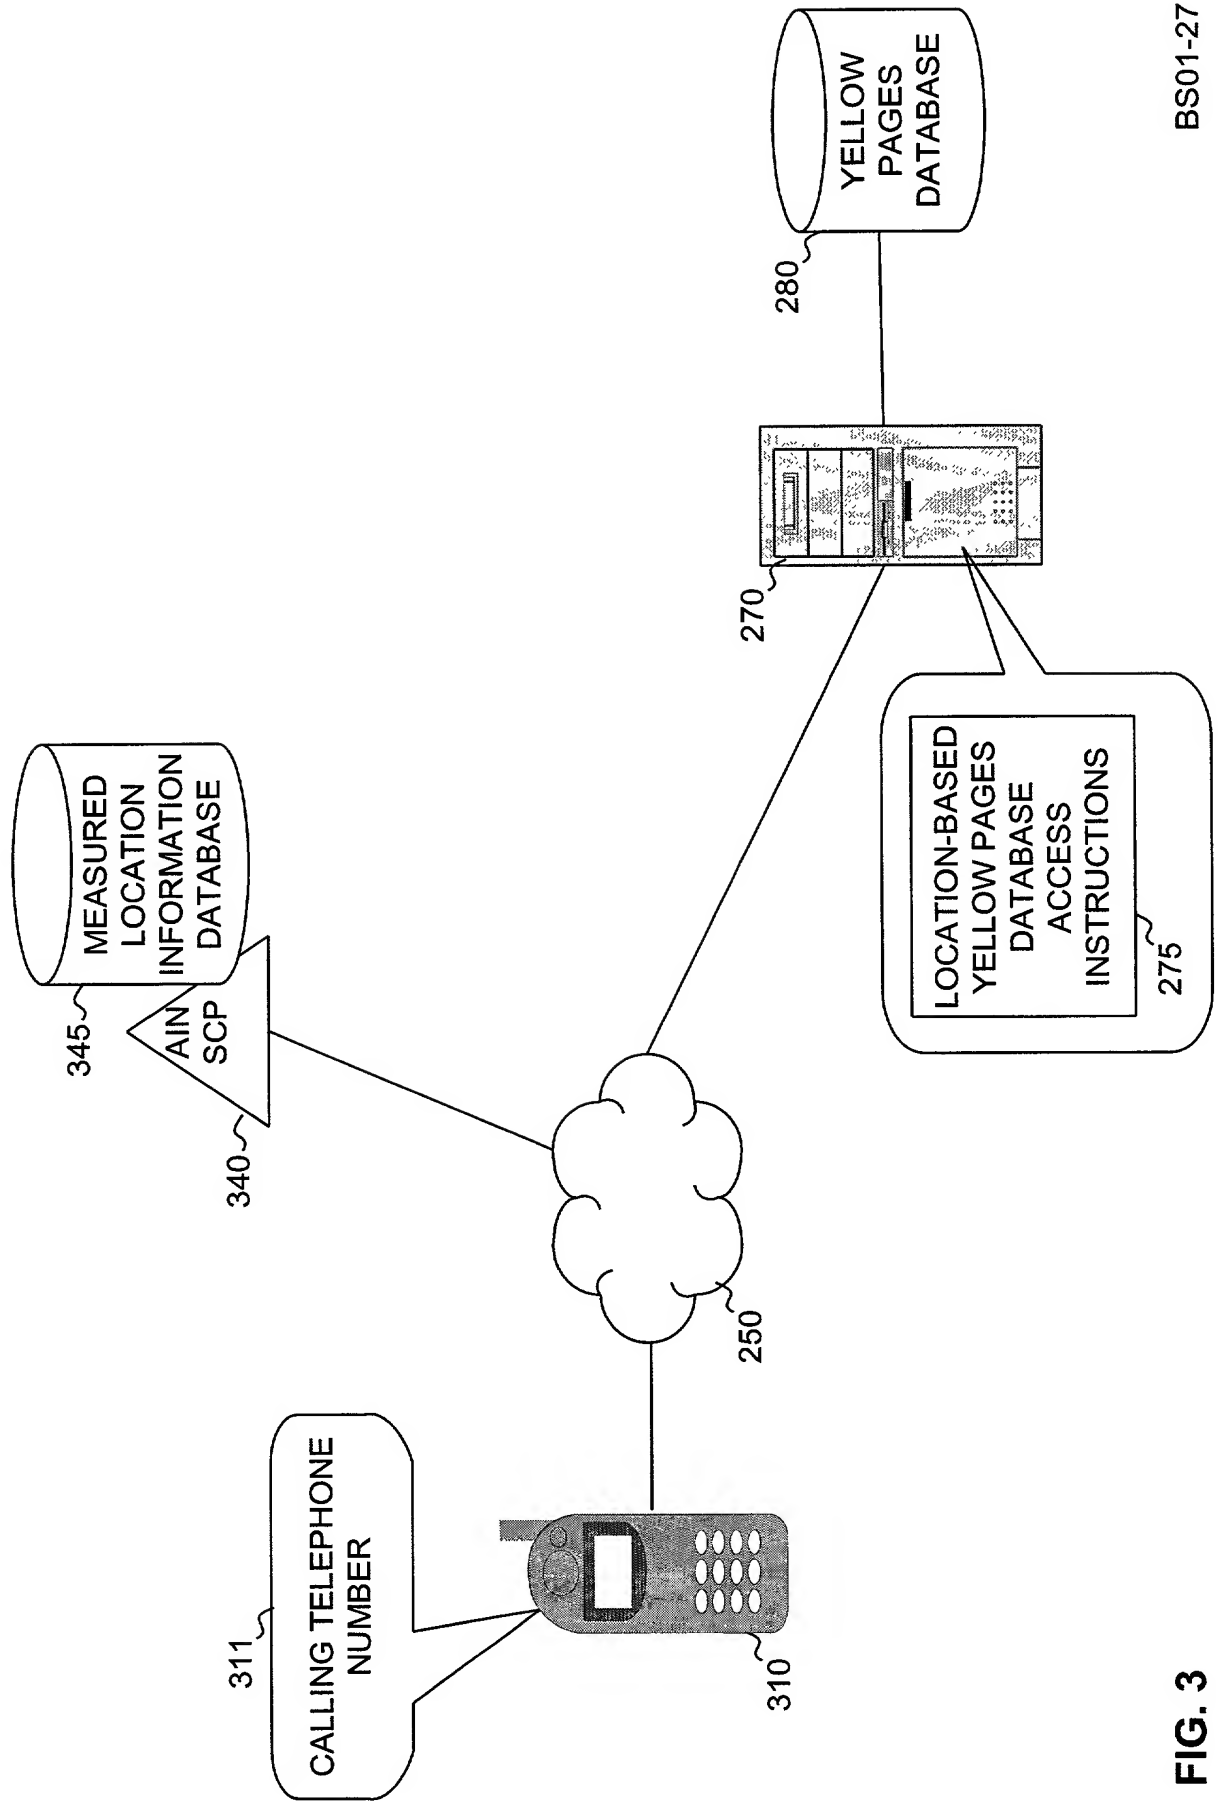 345
MEASURED
LOCATION
INFORMATION
DATABASE
340
AIN
SCP
311
CALLING TELEPHONE
NUMBER
310
250
270
280
YELLOW
PAGES
DATABASE
LOCATION-BASED
YELLOW PAGES
DATABASE
ACCESS
INSTRUCTIONS
275
FIG. 3
BS01-27